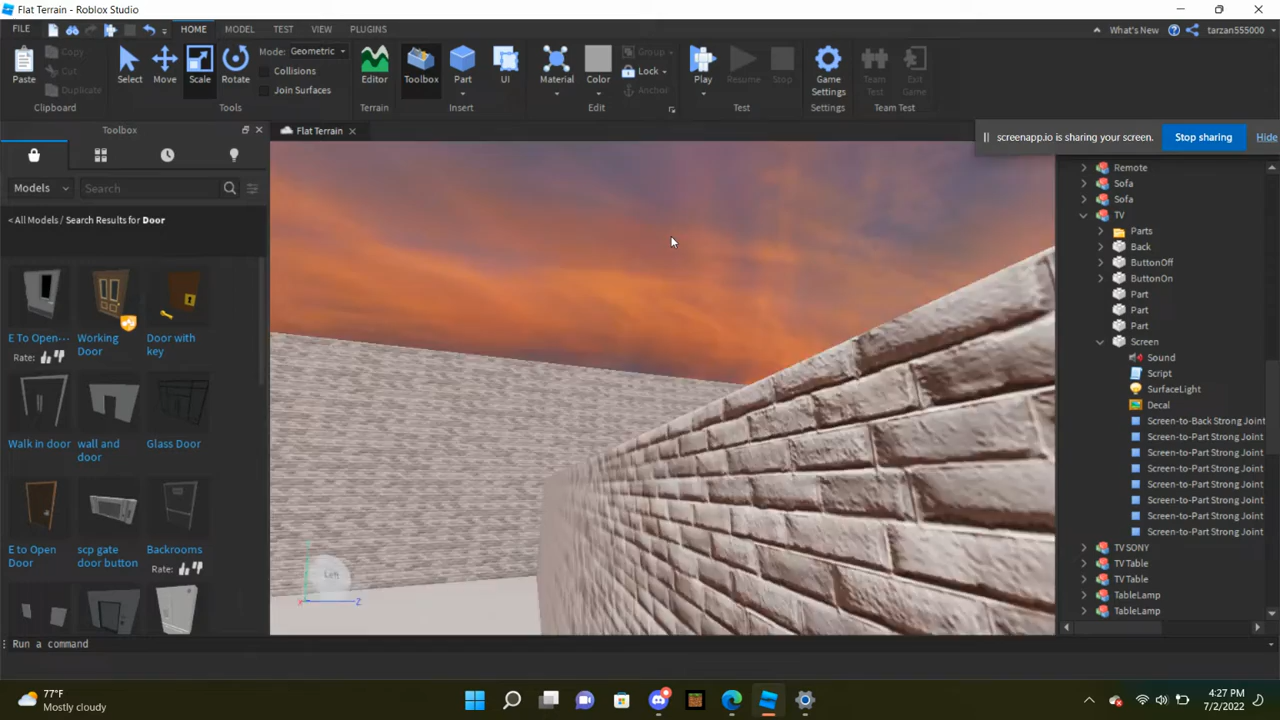 Flat Terrain - Roblox Studio
FILE
HOME
MODEL
TEST
VIEW
PLUGINS
What's New
tarzan555000
Paste
Copy
Cut
Duplicate
Clipboard
Select
Move
Scale
Rotate
Mode: Geometric
Collisions
Join Surfaces
Tools
Editor
Terrain
Toolbox
Part
UI
Insert
Material
Color
Group
Lock
Anchor
Edit
Play
Resume
Stop
Test
Game
Settings
Settings
Team
Test
Exit
Game
Team Test
Toolbox
Flat Terrain
screenapp.io is sharing your screen.
Stop sharing
Hide
Models
Search
< All Models / Search Results for Door
E To Open...
Rate:
Working
Door
Door with
key
Walk in door
wall and
door
Glass Door
E to Open
Door
scp gate
door button
Backrooms
Rate:
Left
X
Y
Z
Remote
Sofa
Sofa
TV
Parts
Back
ButtonOff
ButtonOn
Part
Part
Part
Screen
Sound
Script
SurfaceLight
Decal
Screen-to-Back Strong Joint
Screen-to-Part Strong Joint
Screen-to-Part Strong Joint
Screen-to-Part Strong Joint
Screen-to-Part Strong Joint
Screen-to-Part Strong Joint
Screen-to-Part Strong Joint
Screen-to-Part Strong Joint
TV SONY
TV Table
TV Table
TableLamp
TableLamp
Run a command
77°F
Mostly cloudy
4:27 PM
7/2/2022